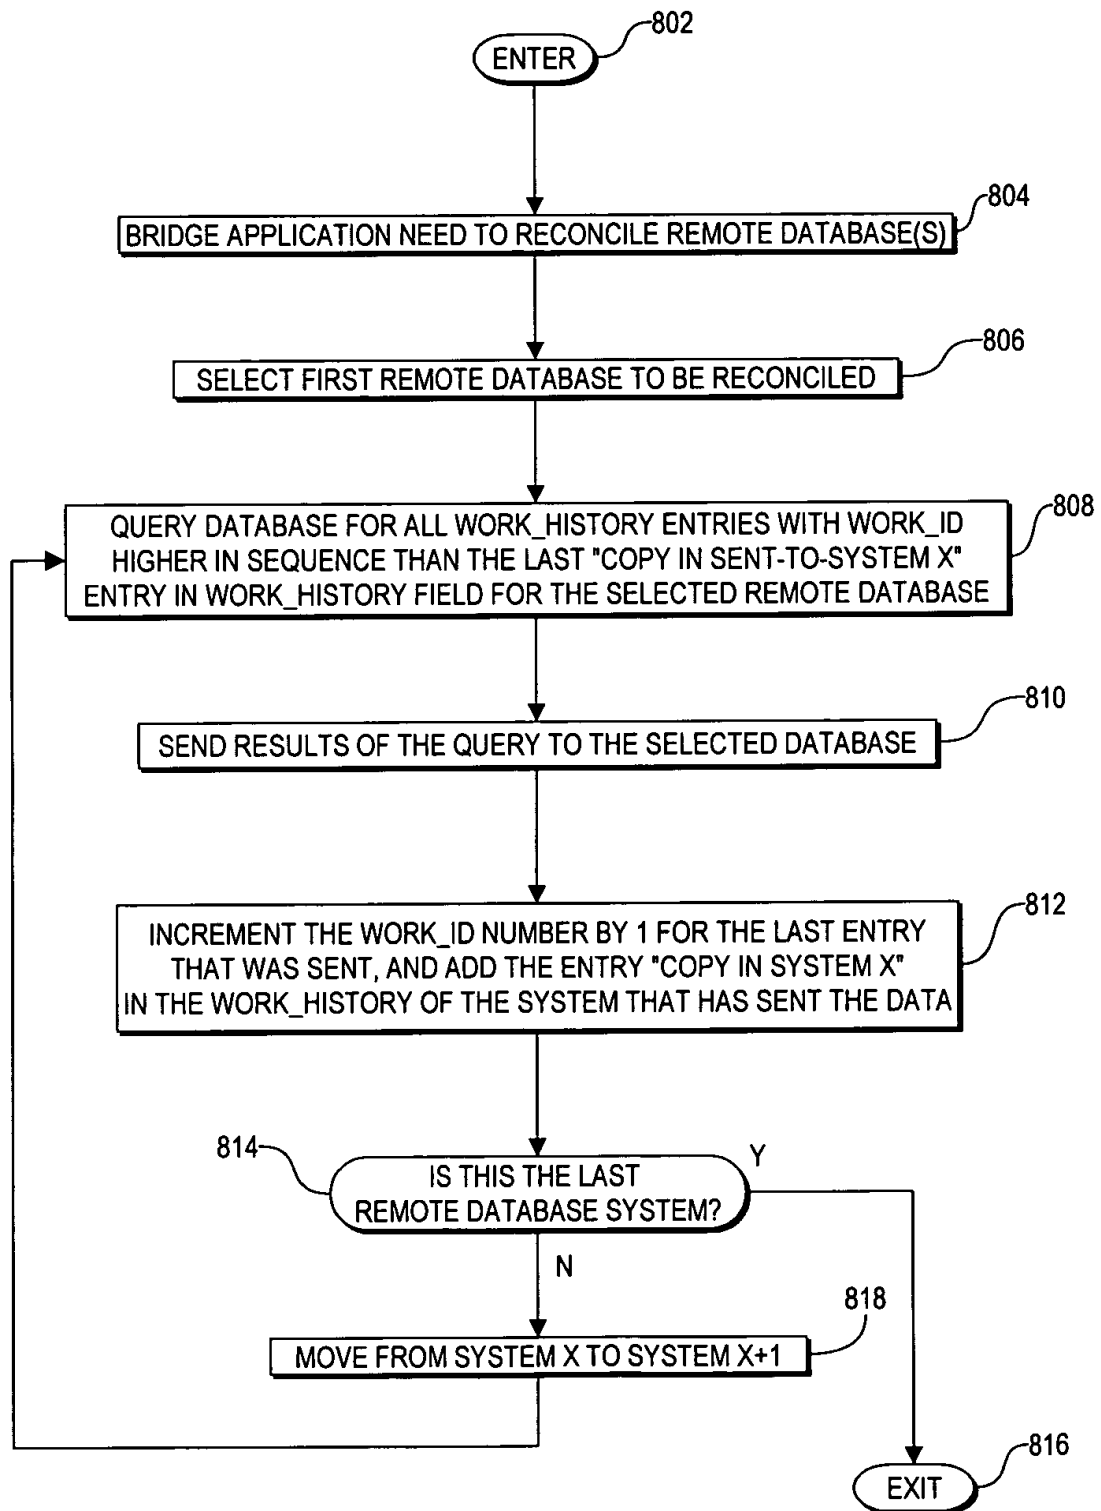 802
ENTER
804
BRIDGE APPLICATION NEED TO RECONCILE REMOTE DATABASE(S)
806
SELECT FIRST REMOTE DATABASE TO BE RECONCILED
808
QUERY DATABASE FOR ALL WORK_HISTORY ENTRIES WITH WORK_ID
HIGHER IN SEQUENCE THAN THE LAST "COPY IN SENT-TO-SYSTEM X"
ENTRY IN WORK_HISTORY FIELD FOR THE SELECTED REMOTE DATABASE
810
SEND RESULTS OF THE QUERY TO THE SELECTED DATABASE
812
INCREMENT THE WORK_ID NUMBER BY 1 FOR THE LAST ENTRY
THAT WAS SENT, AND ADD THE ENTRY "COPY IN SYSTEM X"
IN THE WORK_HISTORY OF THE SYSTEM THAT HAS SENT THE DATA
814
Y
IS THIS THE LAST
REMOTE DATABASE SYSTEM?
N
818
MOVE FROM SYSTEM X TO SYSTEM X+1
816
EXIT